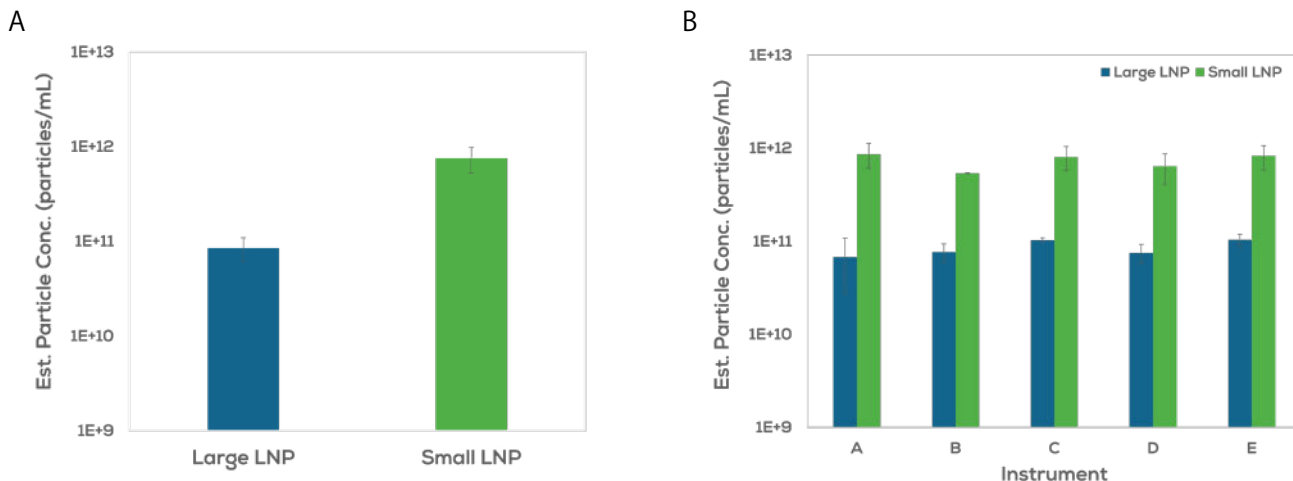 A
Est. Particle Conc. (particles/mL)
1E+13
1E+12
1E+11
1E+10
1E+9
Large LNP Small LNP
B
Est. Particle Conc. (particles/mL)
1E+13
1E+12
1E+11
1E+10
1E+9
Large LNP Small LNP
A B C D E
Instrument